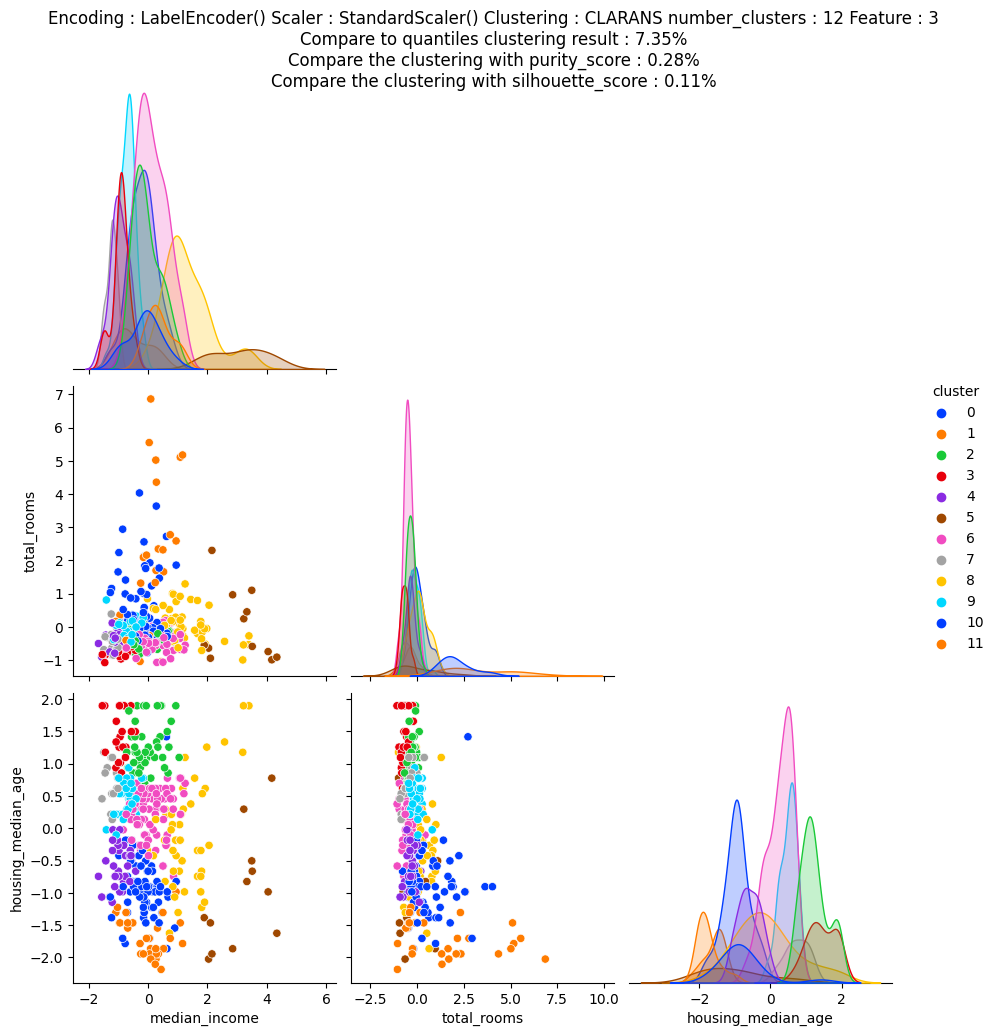 Encoding : LabelEncoder() Scaler : StandardScaler() Clustering : CLARANS number_clusters : 12 Feature : 3
Compare to quantiles clustering result : 7.35%
Compare the clustering with purity_score : 0.28%
Compare the clustering with silhouette_score : 0.11%
7
6
5
4
3
2
1
0
−1
total_rooms
cluster
0
1
2
3
4
5
6
7
8
9
10
11
2.0
1.5
1.0
0.5
0.0
−0.5
−1.0
−1.5
−2.0
housing_median_age
−2 0 2 4 6
median_income
−2.5 0.0 2.5 5.0 7.5 10.0
total_rooms
−2 0 2
housing_median_age